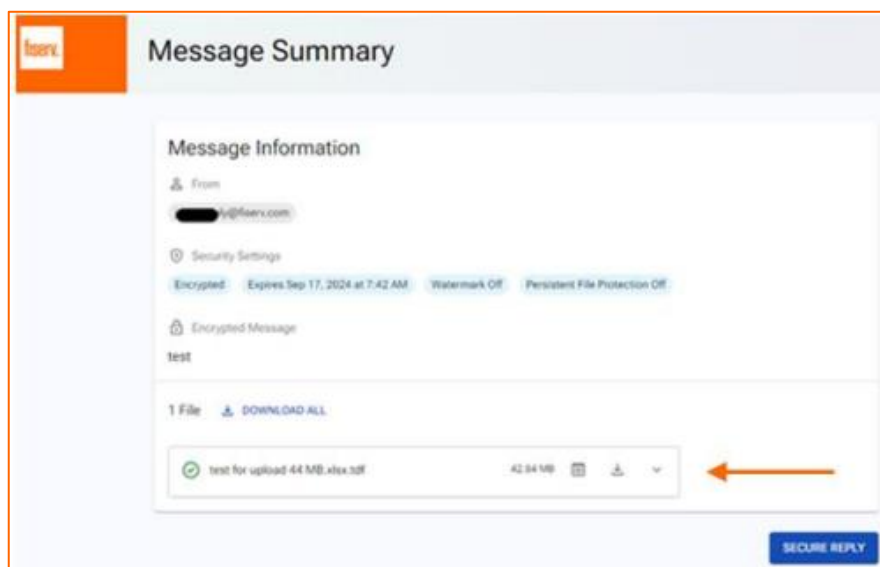 fiserv.
Message Summary
Message Information
From
ly@fiserv.com
Security Settings
Encrypted Expires Sep 17, 2024 at 7:42 AM Watermark Off Persistent File Protection Off
Encrypted Message
test
1 File DOWNLOAD ALL
test for upload 44 MB.xlsx.tdf 42.84 MB
SECURE REPLY